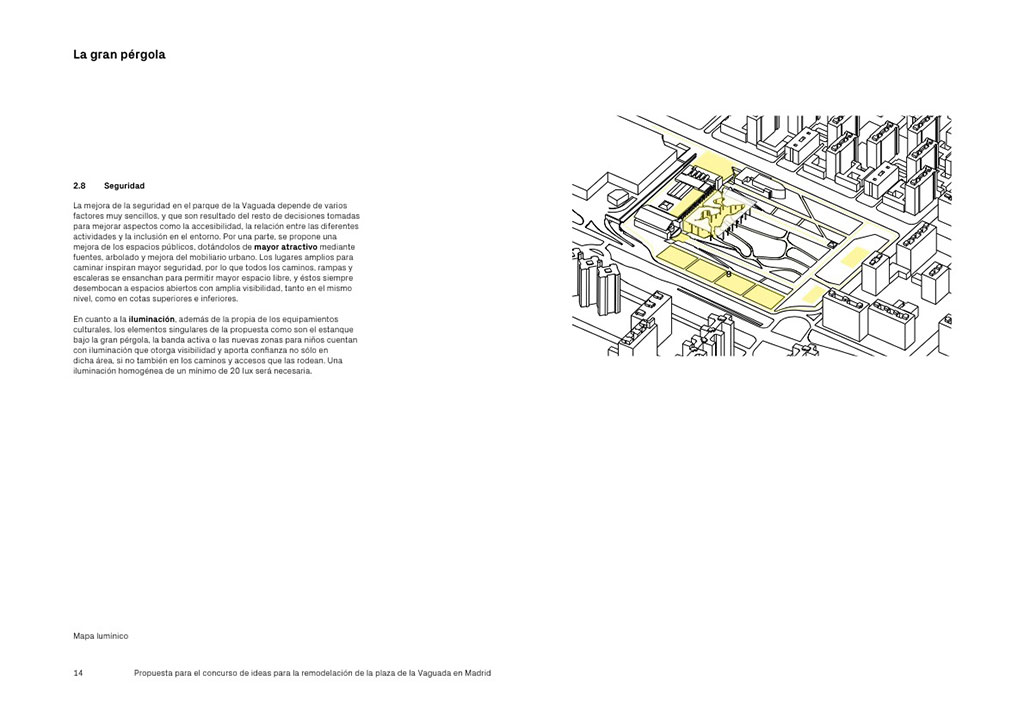 La gran pérgola
2.8 Seguridad
La mejora de la seguridad en el parque de la Vaguada depende de varios
factores muy sencillos, y que son resultado del resto de decisiones tomadas
para mejorar aspectos como la accesibilidad, la relación entre las diferentes
actividades y la inclusión en el entorno. Por una parte, se propone una
mejora de los espacios públicos, dotándolos de mayor atractivo mediante
fuentes, arbolado y mejora del mobiliario urbano. Los lugares amplios para
caminar inspiran mayor seguridad, por lo que todos los caminos, rampas y
escaleras se ensanchan para permitir mayor espacio libre, y éstos siempre
desembocan a espacios abiertos con amplia visibilidad, tanto en el mismo
nivel, como en cotas superiores e inferiores.
En cuanto a la iluminación, además de la propia de los equipamientos
culturales, los elementos singulares de la propuesta como son el estanque
bajo la gran pérgola, la banda activa o las nuevas zonas para niños cuentan
con iluminación que otorga visibilidad y aporta confianza no sólo en
dicha área, si no también en los caminos y accesos que las rodean. Una
iluminación homogénea de un mínimo de 20 lux será necesaria.
Mapa lumínico
14 Propuesta para el concurso de ideas para la remodelación de la plaza de la Vaguada en Madrid